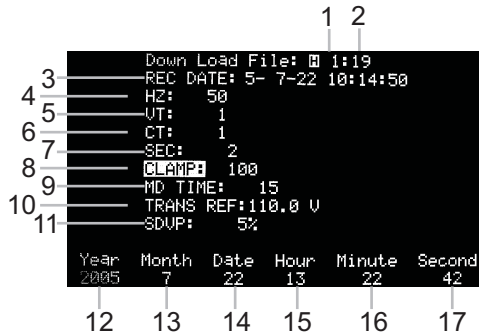 1 2
Down Load File: H 1:19
3 REC DATE: 5- 7-22 10:14:50
4 HZ: 50
5 VT: 1
6 CT: 1
7 SEC: 2
8 CLAMP: 100
9 MD TIME: 15
10 TRANS REF:110.0 V
11 SDVP: 5%
Year Month Date Hour Minute Second
2005 7 22 13 22 42
12 13 14 15 16 17